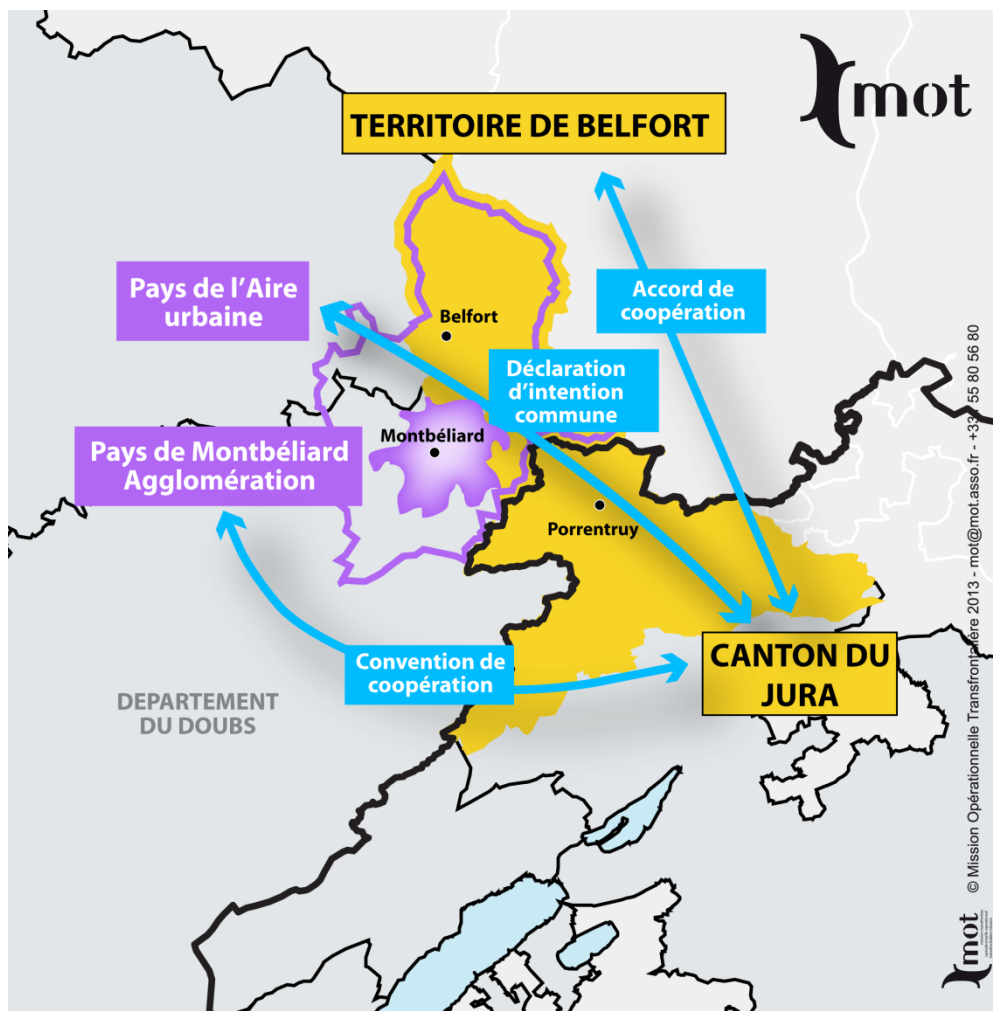 mot
TERRITOIRE DE BELFORT
Pays de l'Aire
urbaine
Accord de
coopération
Belfort
Déclaration
d'intention
commune
Pays de Montbéliard
Agglomération
Montbéliard
Porrentruy
Convention de
coopération
CANTON DU
JURA
DEPARTEMENT
DU DOUBS
© Mission Opérationnelle Transfrontalière 2013 - mot@mot.asso.fr - +331 55 80 56 80
mot